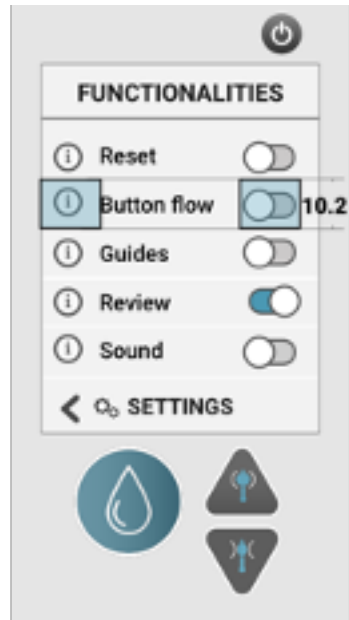 FUNCTIONALITIES
Reset
Button flow 10.2
Guides
Review
Sound
SETTINGS